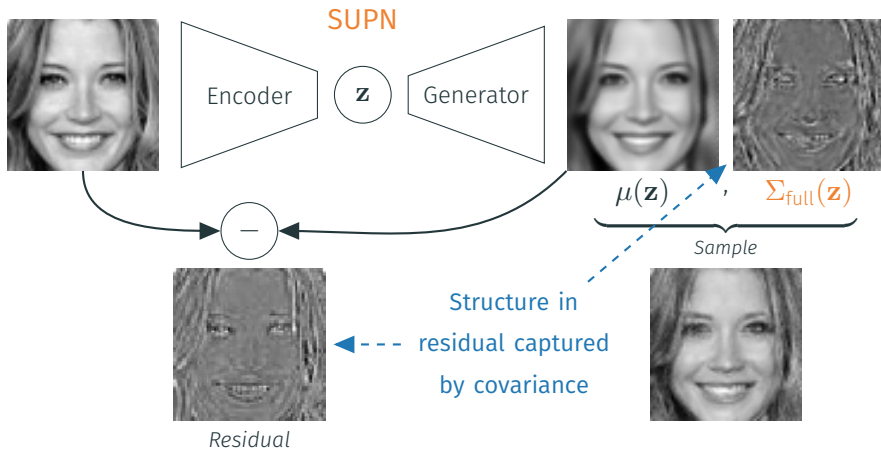 SUPN
Encoder
z
Generator
μ(z) , Σfull(z)
Sample
−
Structure in
residual captured
by covariance
Residual